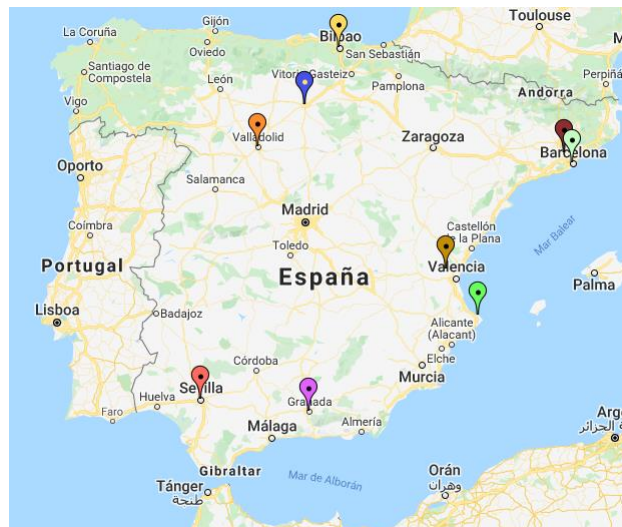 Toulouse
Gijón
La Coruña
Bilbao
Oviedo
San Sebastián
Santiago de
Compostela
León
Vitoria-Gasteiz
Pamplona
Perpiñá
Andorra
Vigo
Valladolid
Zaragoza
Barcelona
Oporto
Salamanca
Madrid
Castellón
de la Plana
Coímbra
Toledo
Mar Balear
Portugal
España
Valencia
Palma
Lisboa
Badajoz
Alicante
(Alacant)
Elche
Córdoba
Murcia
Sevilla
Huelva
Granada
Faro
Almería
Málaga
Arg
الجزائر
Gibraltar
Mar de Alborán
Orán
وهران
Tánger
طنجة